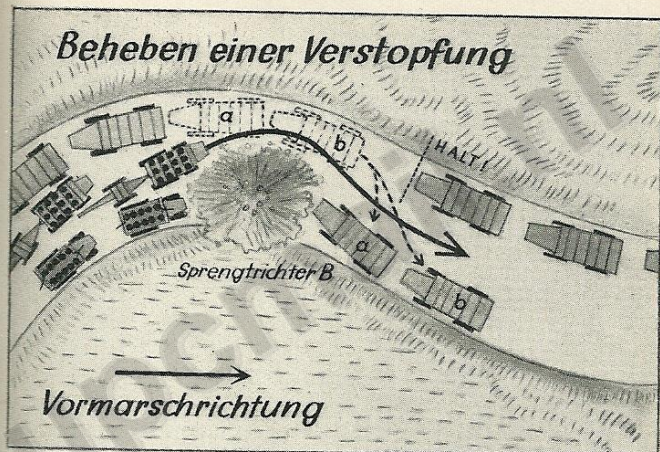 Beheben einer Verstopfung
a
b
HALT!
a
b
Sprengtrichter B
Vormarschrichtung